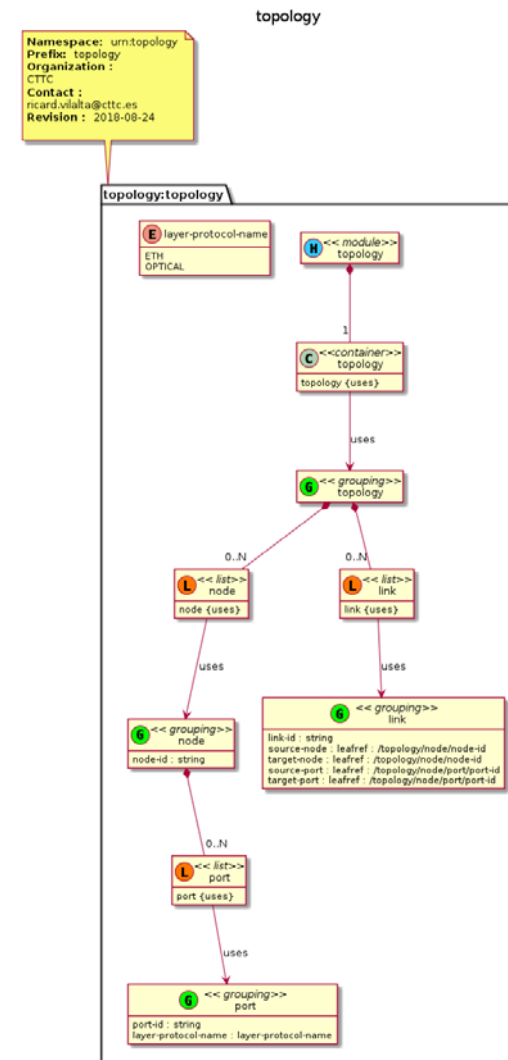 topology
Namespace: urn:topology
Prefix: topology
Organization :
CTTC
Contact :
ricard.vilalta@cttc.es
Revision : 2018-08-24
topology:topology
E layer-protocol-name
ETH
OPTICAL
M << module>>
topology
1
C <<container>>
topology
topology {uses}
uses
G << grouping>>
topology
0..N
0..N
L << list>>
node
node {uses}
L << list>>
link
link {uses}
uses
uses
G << grouping>>
node
node-id : string
G << grouping>>
link
link-id : string
source-node : leafref : /topology/node/node-id
target-node : leafref : /topology/node/node-id
source-port : leafref : /topology/node/port/port-id
target-port : leafref : /topology/node/port/port-id
0..N
L << list>>
port
port {uses}
uses
G << grouping>>
port
port-id : string
layer-protocol-name : layer-protocol-name